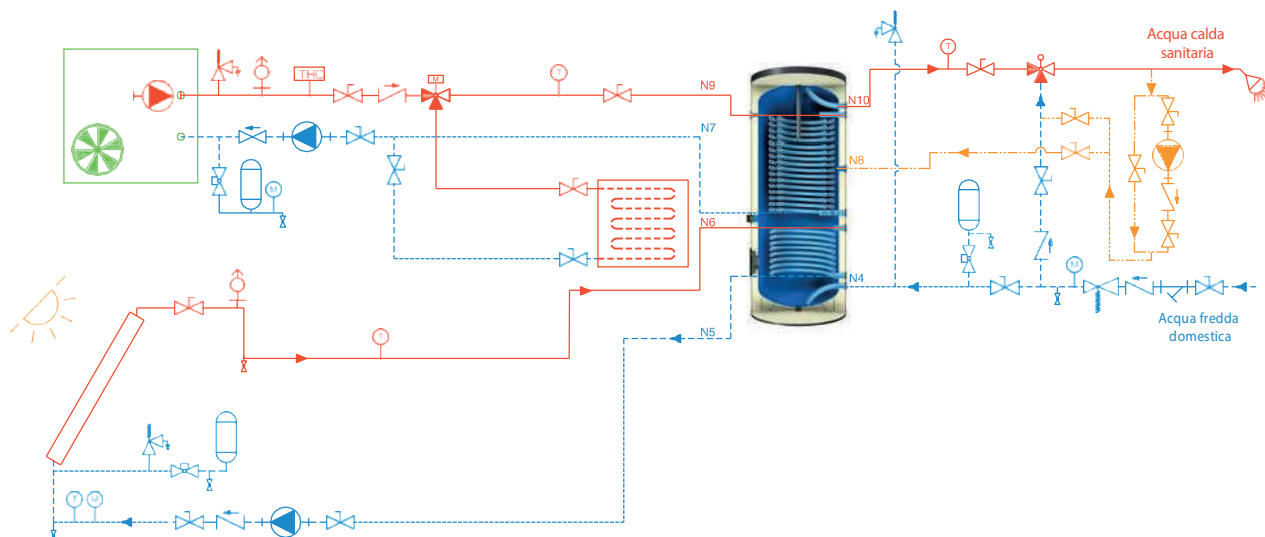 Acqua calda
sanitaria
T
N10
THC
M
T
N9
N7
N8
M
N6
M
N4
Acqua fredda
domestica
N5
T
T
M